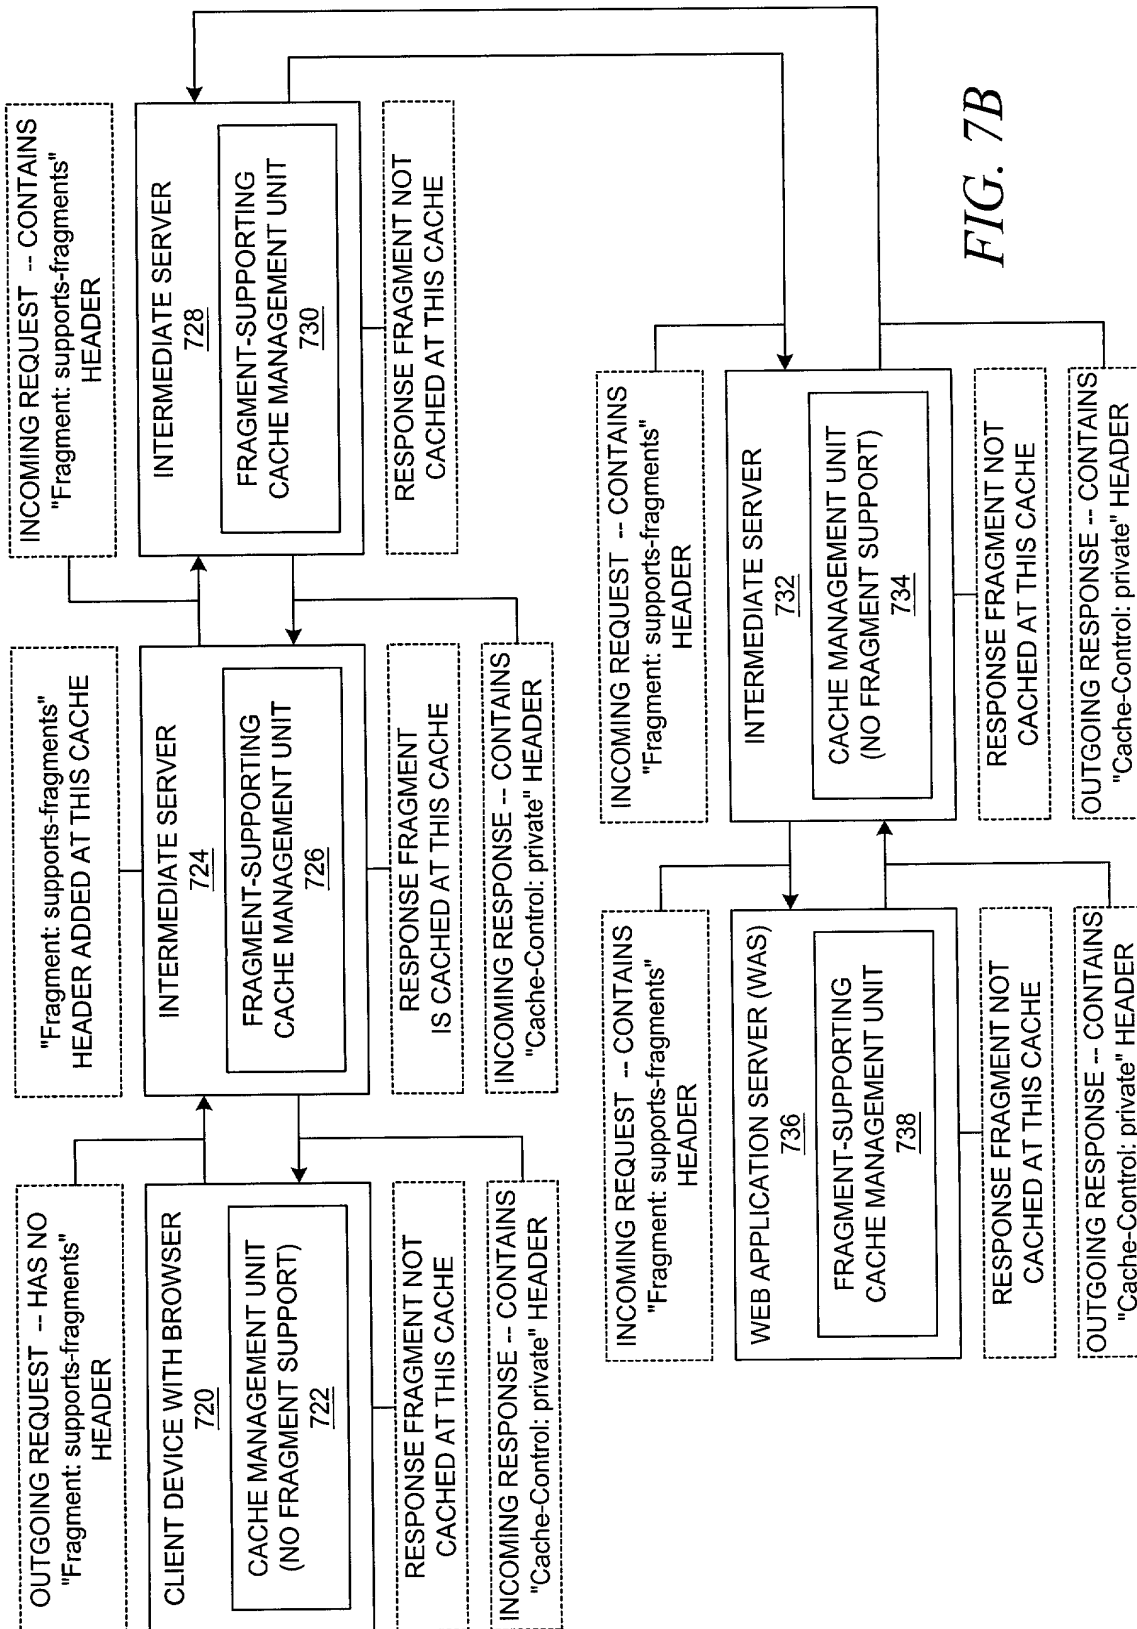 OUTGOING REQUEST -- HAS NO
"Fragment: supports-fragments"
HEADER
CLIENT DEVICE WITH BROWSER
720
CACHE MANAGEMENT UNIT
(NO FRAGMENT SUPPORT)
722
RESPONSE FRAGMENT NOT
CACHED AT THIS CACHE
INCOMING RESPONSE -- CONTAINS
"Cache-Control: private" HEADER
"Fragment: supports-fragments"
HEADER ADDED AT THIS CACHE
INTERMEDIATE SERVER
724
FRAGMENT-SUPPORTING
CACHE MANAGEMENT UNIT
726
RESPONSE FRAGMENT
IS CACHED AT THIS CACHE
INCOMING RESPONSE -- CONTAINS
"Cache-Control: private" HEADER
INCOMING REQUEST -- CONTAINS
"Fragment: supports-fragments"
HEADER
INTERMEDIATE SERVER
728
FRAGMENT-SUPPORTING
CACHE MANAGEMENT UNIT
730
RESPONSE FRAGMENT NOT
CACHED AT THIS CACHE
INCOMING REQUEST -- CONTAINS
"Fragment: supports-fragments"
HEADER
WEB APPLICATION SERVER (WAS)
736
FRAGMENT-SUPPORTING
CACHE MANAGEMENT UNIT
738
RESPONSE FRAGMENT NOT
CACHED AT THIS CACHE
OUTGOING RESPONSE -- CONTAINS
"Cache-Control: private" HEADER
INCOMING REQUEST -- CONTAINS
"Fragment: supports-fragments"
HEADER
INTERMEDIATE SERVER
732
CACHE MANAGEMENT UNIT
(NO FRAGMENT SUPPORT)
734
RESPONSE FRAGMENT NOT
CACHED AT THIS CACHE
OUTGOING RESPONSE -- CONTAINS
"Cache-Control: private" HEADER
FIG. 7B